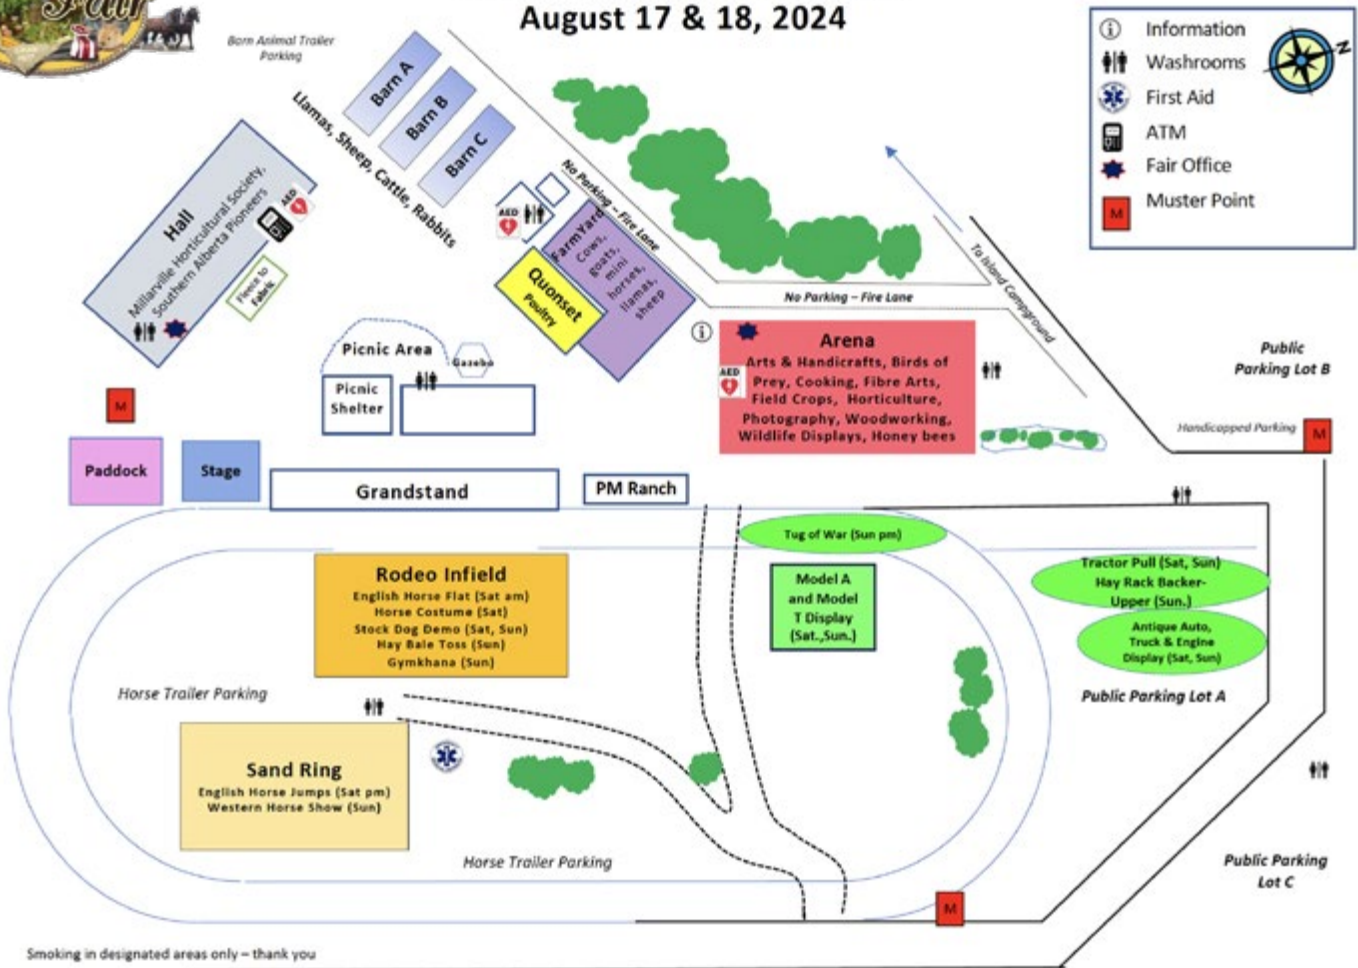 Fair
August 17 & 18, 2024
Information
Washrooms
First Aid
ATM
Fair Office
M
Muster Point
Z
Barn Animal Trailer
Parking
Barn A
Barn B
Barn C
Llamas, Sheep, Cattle, Rabbits
No Parking – Fire Lane
Hall
Millarville Horticultural Society,
Southern Alberta Pioneers
AED
Fleece to
Fabric
AED
FarmYard
Cows,
goats,
mini
horses,
llamas,
sheep
Quonset
Poultry
No Parking – Fire Lane
To Island Campground
Picnic Area
Gazebo
Picnic
Shelter
Arena
Arts & Handicrafts, Birds of
Prey, Cooking, Fibre Arts,
Field Crops, Horticulture,
Photography, Woodworking,
Wildlife Displays, Honey bees
AED
Public
Parking Lot B
Handicapped Parking
M
M
Paddock
Stage
Grandstand
PM Ranch
Tug of War (Sun pm)
Rodeo Infield
English Horse Flat (Sat am)
Horse Costume (Sat)
Stock Dog Demo (Sat, Sun)
Hay Bale Toss (Sun)
Gymkhana (Sun)
Model A
and Model
T Display
(Sat.,Sun.)
Tractor Pull (Sat, Sun)
Hay Rack Backer-
Upper (Sun.)
Antique Auto,
Truck & Engine
Display (Sat, Sun)
Horse Trailer Parking
Public Parking Lot A
Sand Ring
English Horse Jumps (Sat pm)
Western Horse Show (Sun)
Horse Trailer Parking
Public Parking
Lot C
M
Smoking in designated areas only – thank you